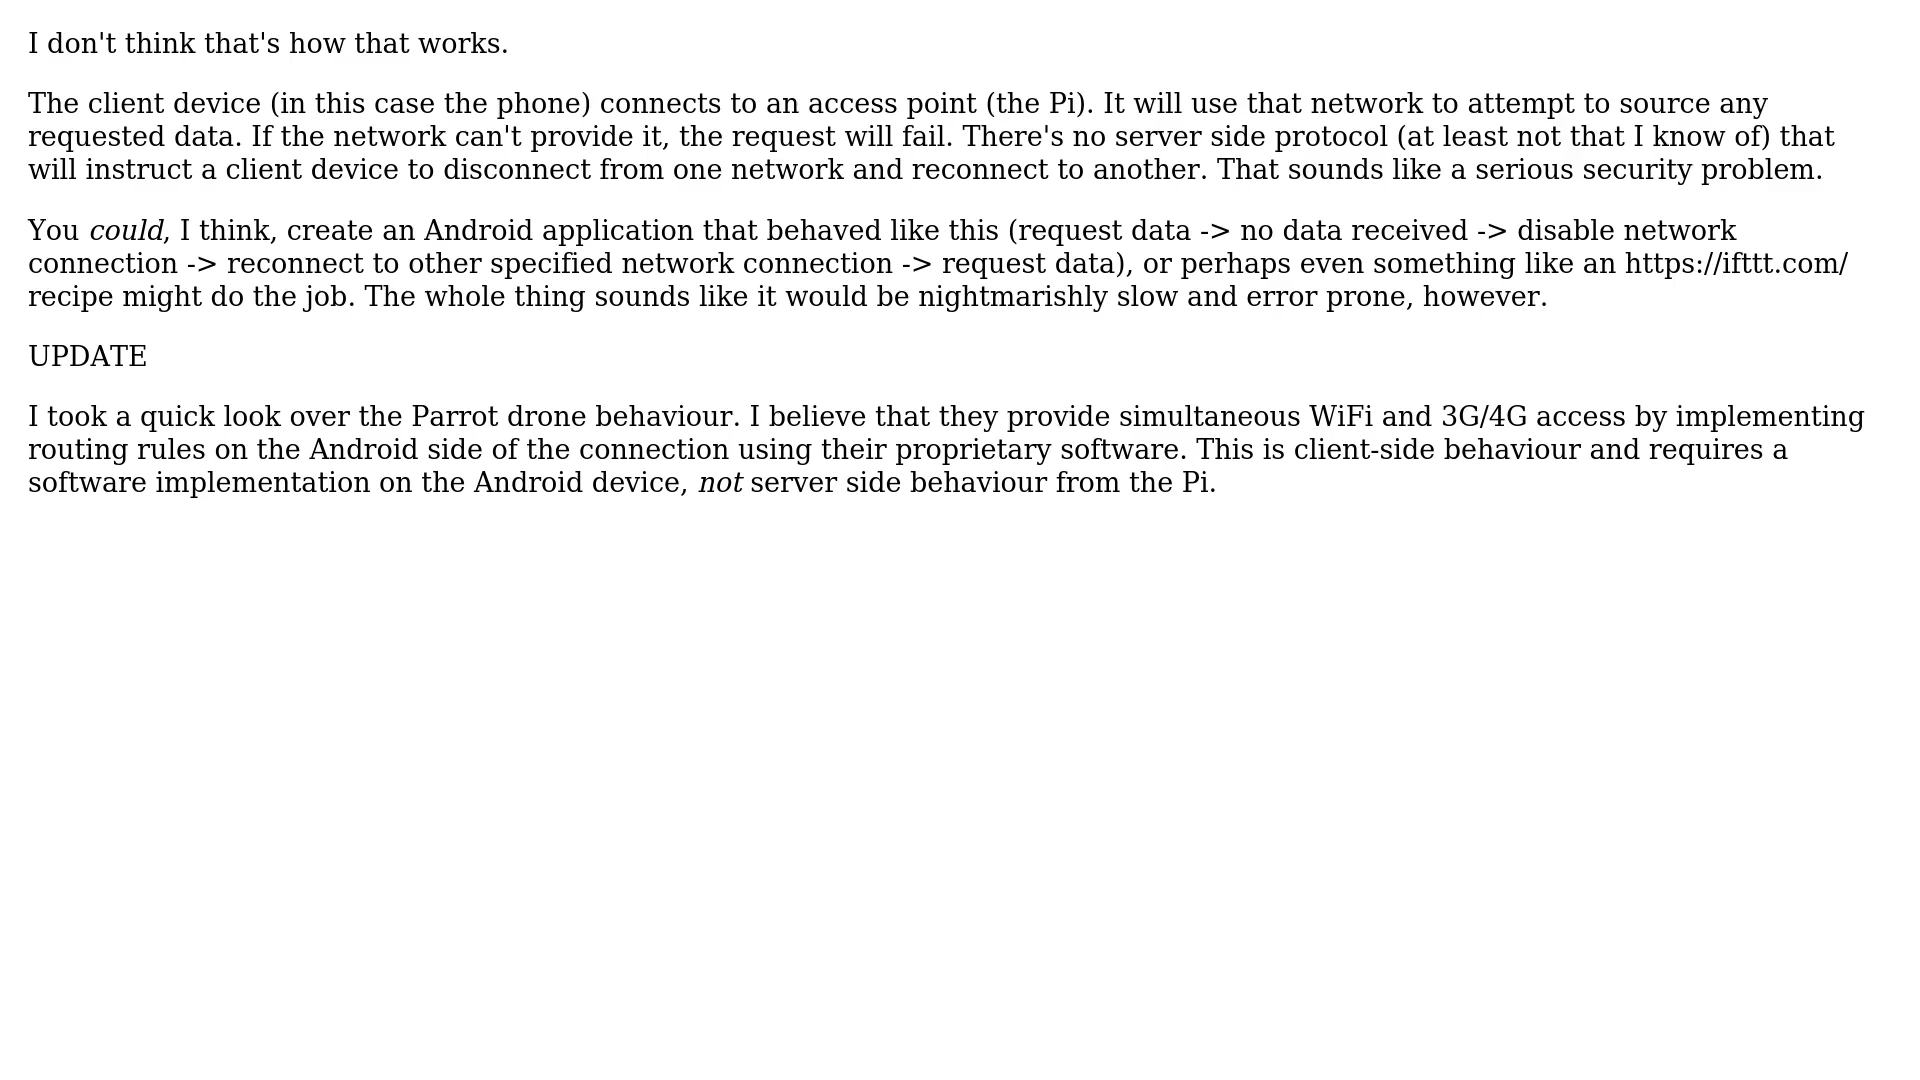 I don't think that's how that works.
The client device (in this case the phone) connects to an access point (the Pi). It will use that network to attempt to source any
requested data. If the network can't provide it, the request will fail. There's no server side protocol (at least not that I know of) that
will instruct a client device to disconnect from one network and reconnect to another. That sounds like a serious security problem.
You could, I think, create an Android application that behaved like this (request data -> no data received -> disable network
connection -> reconnect to other specified network connection -> request data), or perhaps even something like an https://ifttt.com/
recipe might do the job. The whole thing sounds like it would be nightmarishly slow and error prone, however.
UPDATE
I took a quick look over the Parrot drone behaviour. I believe that they provide simultaneous WiFi and 3G/4G access by implementing
routing rules on the Android side of the connection using their proprietary software. This is client-side behaviour and requires a
software implementation on the Android device, not server side behaviour from the Pi.